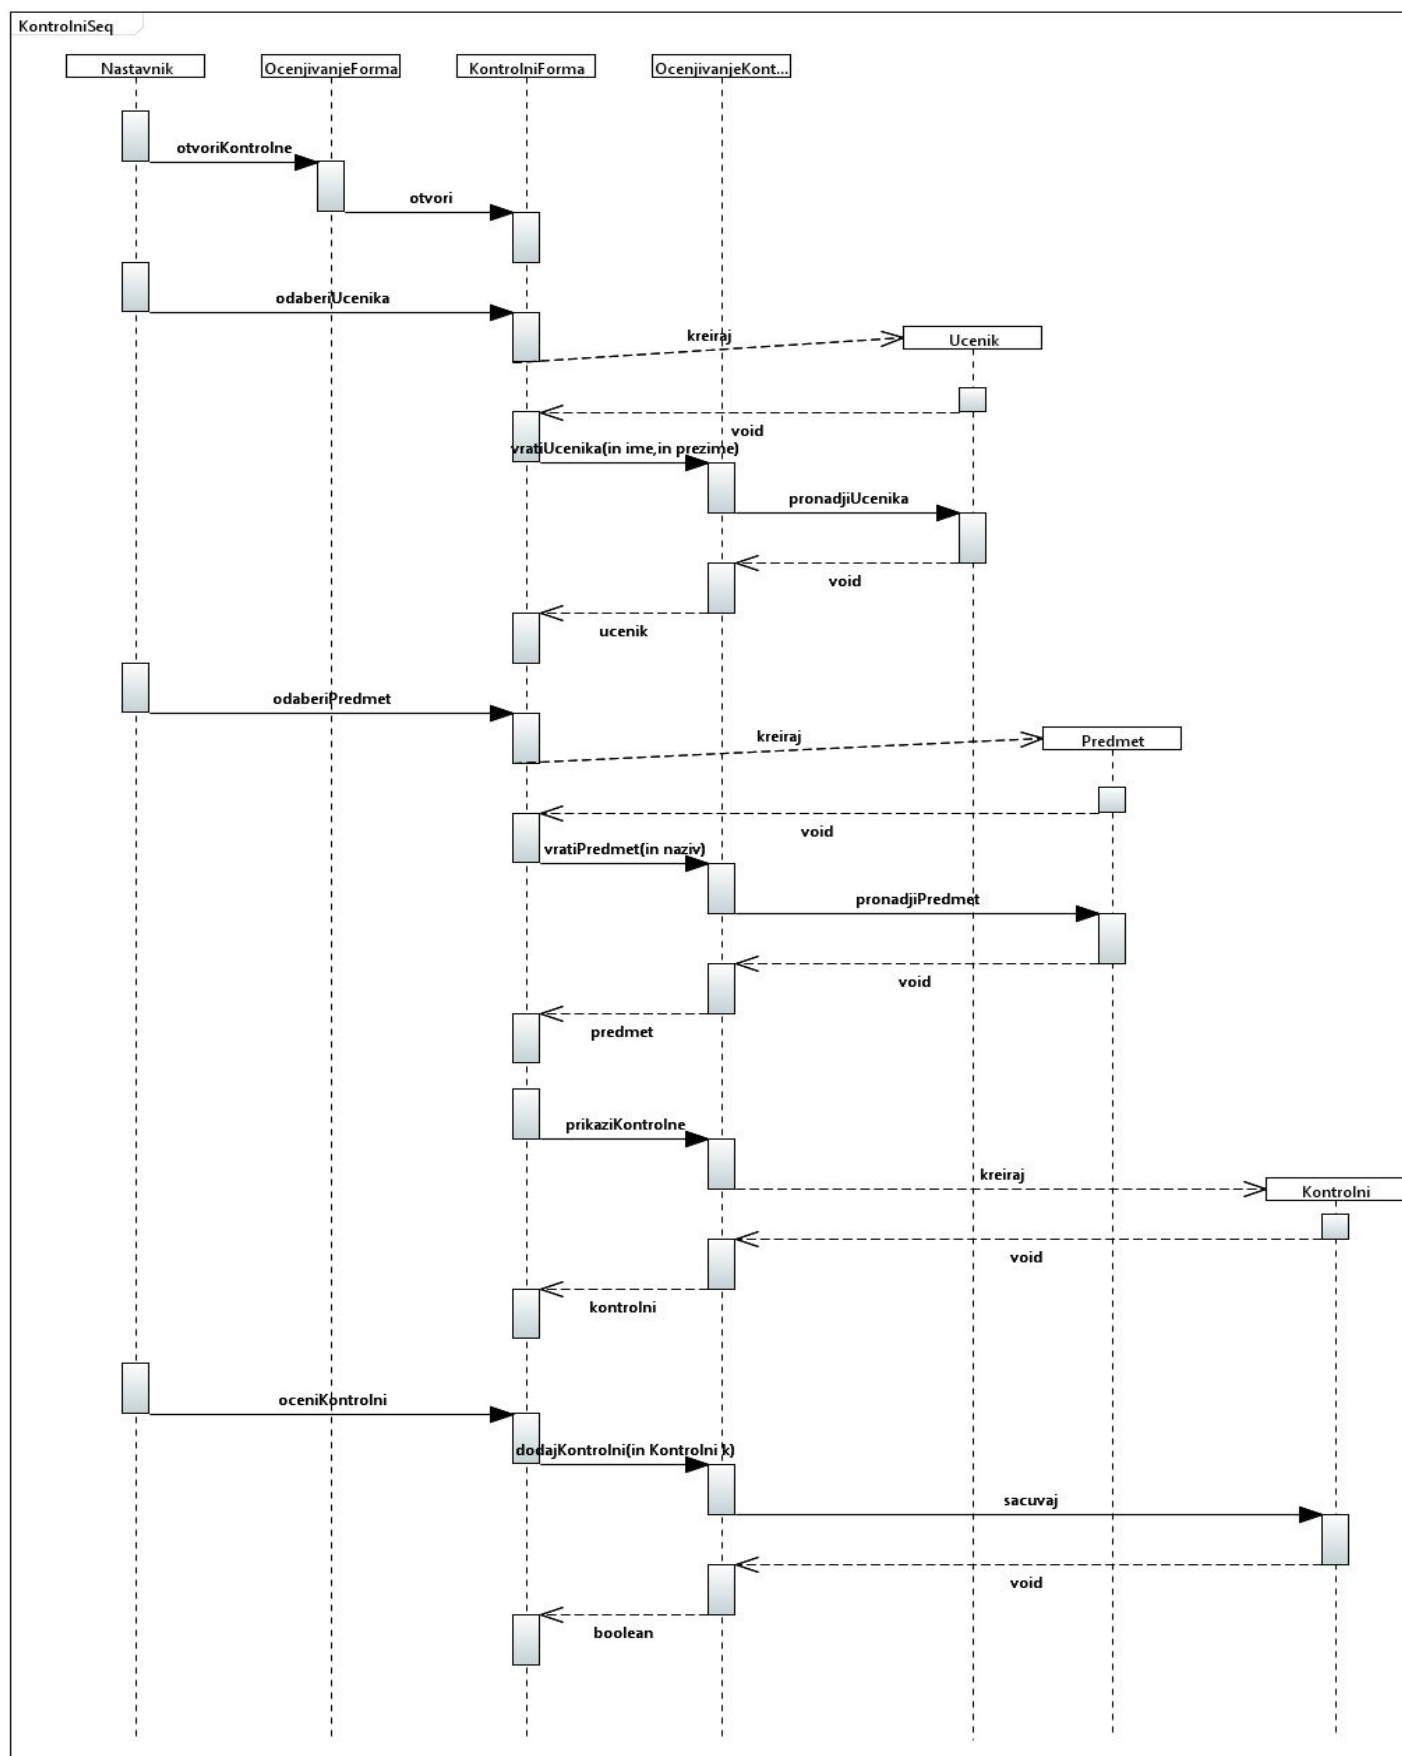 KontrolniSeq
Nastavnik
OcenjivanjeForma
KontrolniForma
OcenjivanjeKont...
otvoriKontrolne
otvori
odaberiUcenika
kreiraj
Ucenik
void
vratiUcenika(in ime,in prezime)
pronadjiUcenika
void
ucenik
odaberiPredmet
kreiraj
Predmet
void
vratiPredmet(in naziv)
pronadjiPredmet
void
predmet
prikaziKontrolne
kreiraj
Kontrolni
void
kontrolni
oceniKontrolni
dodajKontrolni(in Kontrolni k)
sacuvaj
void
boolean